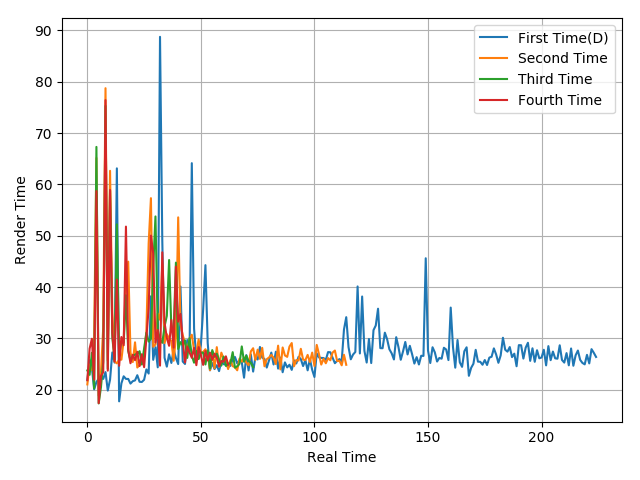 First Time(D)
Second Time
Third Time
Fourth Time
Render Time
90
80
70
60
50
40
30
20
0
50
100
150
200
Real Time